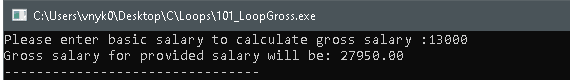 C:\Users\vnyk0\Desktop\C\Loops\101_LoopGross.exe
Please enter basic salary to calculate gross salary :13000
Gross salary for provided salary will be: 27950.00
--------------------------------